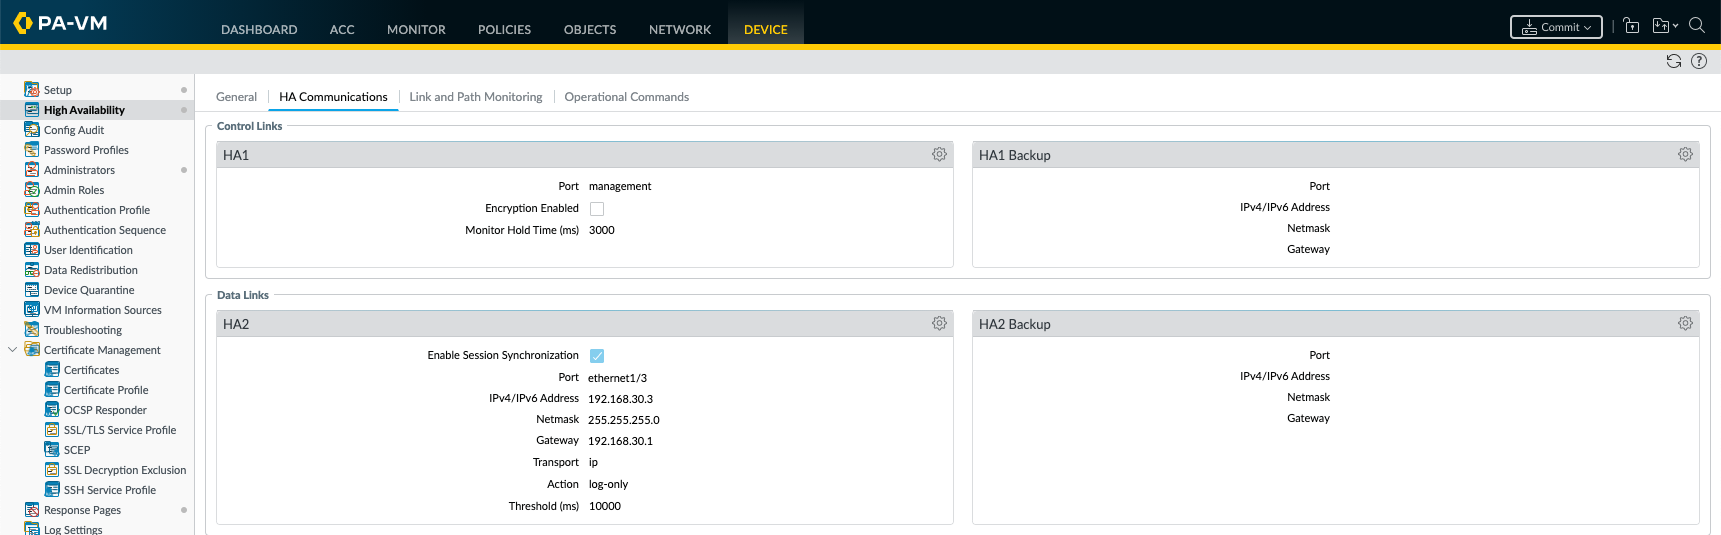 PA-VM
DASHBOARD ACC MONITOR POLICIES OBJECTS NETWORK DEVICE
Commit
Setup
High Availability
Config Audit
Password Profiles
Administrators
Admin Roles
Authentication Profile
Authentication Sequence
User Identification
Data Redistribution
Device Quarantine
VM Information Sources
Troubleshooting
Certificate Management
Certificates
Certificate Profile
OCSP Responder
SSL/TLS Service Profile
SCEP
SSL Decryption Exclusion
SSH Service Profile
Response Pages
Log Settings
General HA Communications Link and Path Monitoring Operational Commands
Control Links
HA1
Port management
Encryption Enabled
Monitor Hold Time (ms) 3000
HA1 Backup
Port
IPv4/IPv6 Address
Netmask
Gateway
Data Links
HA2
Enable Session Synchronization
Port ethernet1/3
IPv4/IPv6 Address 192.168.30.3
Netmask 255.255.255.0
Gateway 192.168.30.1
Transport ip
Action log-only
Threshold (ms) 10000
HA2 Backup
Port
IPv4/IPv6 Address
Netmask
Gateway